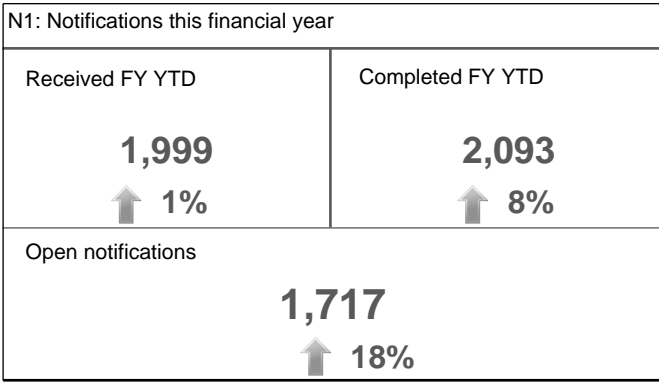 N1: Notifications this financial year
Received FY YTD
1,999
1%
Completed FY YTD
2,093
8%
Open notifications
1,717
18%